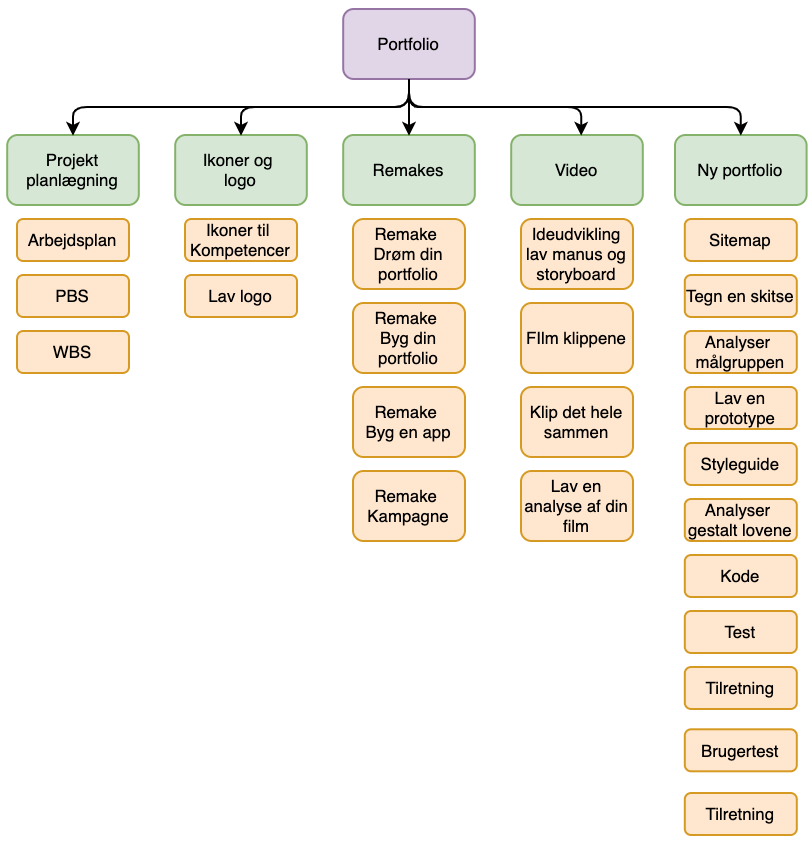 Portfolio
Projekt
planlægning
Arbejdsplan
PBS
WBS
Ikoner og
logo
Ikoner til
Kompetencer
Lav logo
Remakes
Remake
Drøm din
portfolio
Remake
Byg din
portfolio
Remake
Byg en app
Remake
Kampagne
Video
Ideudvikling
lav manus og
storyboard
FIlm klippene
Klip det hele
sammen
Lav en
analyse af din
film
Ny portfolio
Sitemap
Tegn en skitse
Analyser
målgruppen
Lav en
prototype
Styleguide
Analyser
gestalt lovene
Kode
Test
Tilretning
Brugertest
Tilretning